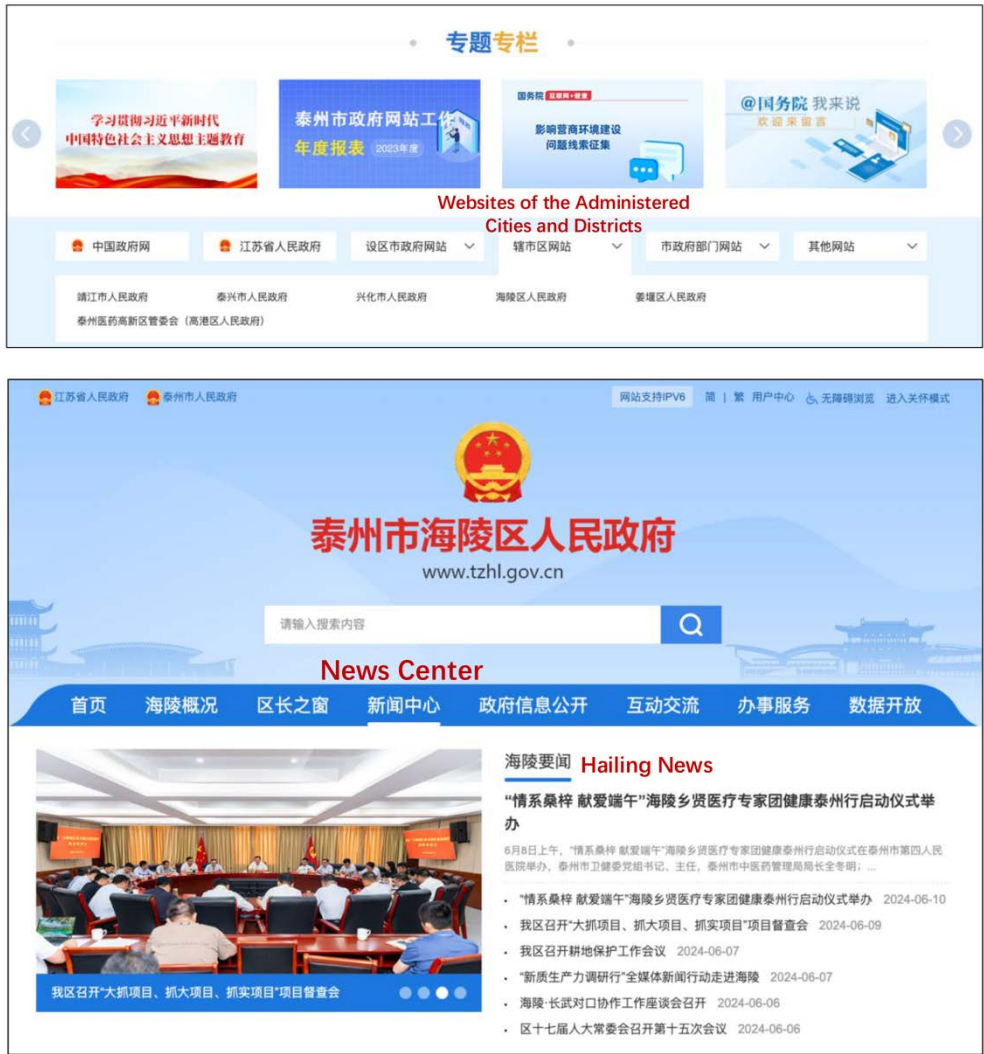 专题专栏
学习贯彻习近平新时代
中国特色社会主义思想主题教育
泰州市政府网站工作
年度报表 2023年度
国务院 互联网+督查
影响营商环境建设
问题线索征集
@国务院 我来说
欢迎来留言
Websites of the Administered
Cities and Districts
中国政府网 江苏省人民政府 设区市政府网站 辖市区网站 市政府部门网站 其他网站
靖江市人民政府 泰兴市人民政府 兴化市人民政府 海陵区人民政府 姜堰区人民政府
泰州医药高新区管委会（高港区人民政府）
江苏省人民政府 泰州市人民政府 网站支持IPV6 简 | 繁 用户中心 无障碍浏览 进入关怀模式
泰州市海陵区人民政府
www.tzhl.gov.cn
请输入搜索内容
News Center
首页 海陵概况 区长之窗 新闻中心 政府信息公开 互动交流 办事服务 数据开放
海陵要闻 Hailing News
“情系桑梓 献爱端午”海陵乡贤医疗专家团健康泰州行启动仪式举
办
6月8日上午，“情系桑梓 献爱端午”海陵乡贤医疗专家团健康泰州行启动仪式在泰州市第四人民
医院举办，泰州市卫健委党组书记、主任，泰州市中医药管理局局长全冬明；...
· “情系桑梓 献爱端午”海陵乡贤医疗专家团健康泰州行启动仪式举办 2024-06-10
· 我区召开“大抓项目、抓大项目、抓实项目”项目督查会 2024-06-09
· 我区召开耕地保护工作会议 2024-06-07
· “新质生产力调研行”全媒体新闻行动走进海陵 2024-06-07
· 海陵·长武对口协作工作座谈会召开 2024-06-06
· 区十七届人大常委会召开第十五次会议 2024-06-06
我区召开“大抓项目、抓大项目、抓实项目”项目督查会